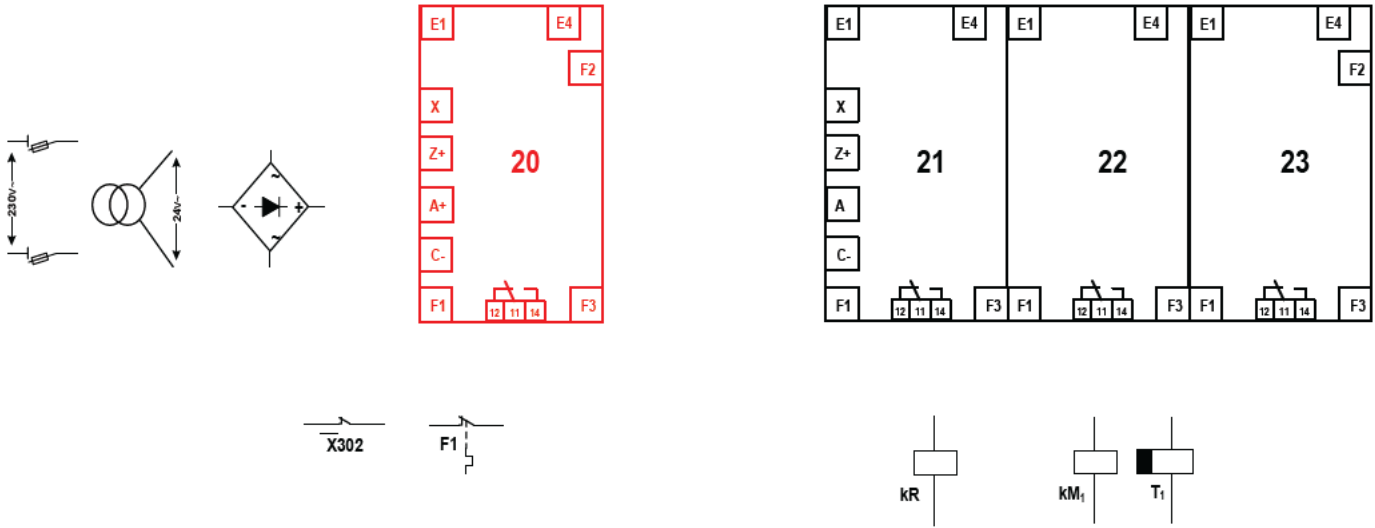 E1 E4 E1 E4 E1 E4 E1 E4
F2 F2
X X
230V~ 24V~ ~ - + ~
Z+ 20 Z+ 21 22 23
A+ A
C- C-
F1 12 11 14 F3 F1 12 11 14 F3 F1 12 11 14 F3 F1 12 11 14 F3
X302 F1
kR kM₁ T₁